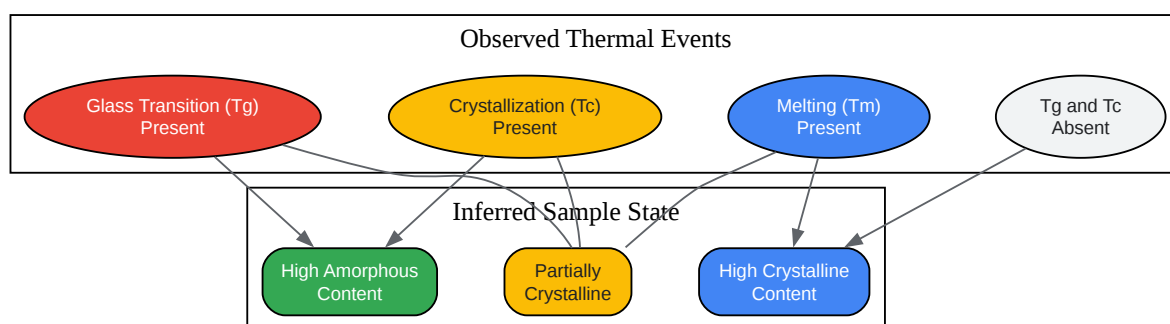 Observed Thermal Events
Glass Transition (Tg)
Present
Crystallization (Tc)
Present
Melting (Tm)
Present
Tg and Tc
Absent
Inferred Sample State
High Amorphous
Content
Partially
Crystalline
High Crystalline
Content